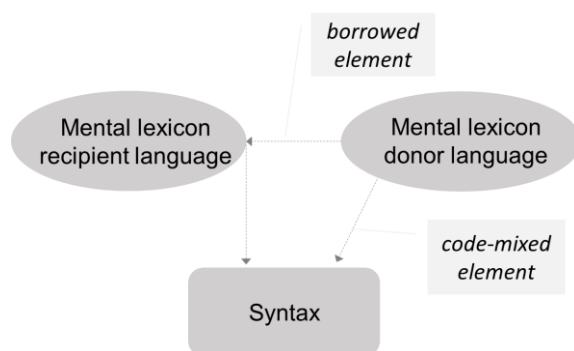 borrowed
element
Mental lexicon
recipient language
Mental lexicon
donor language
code-mixed
element
Syntax